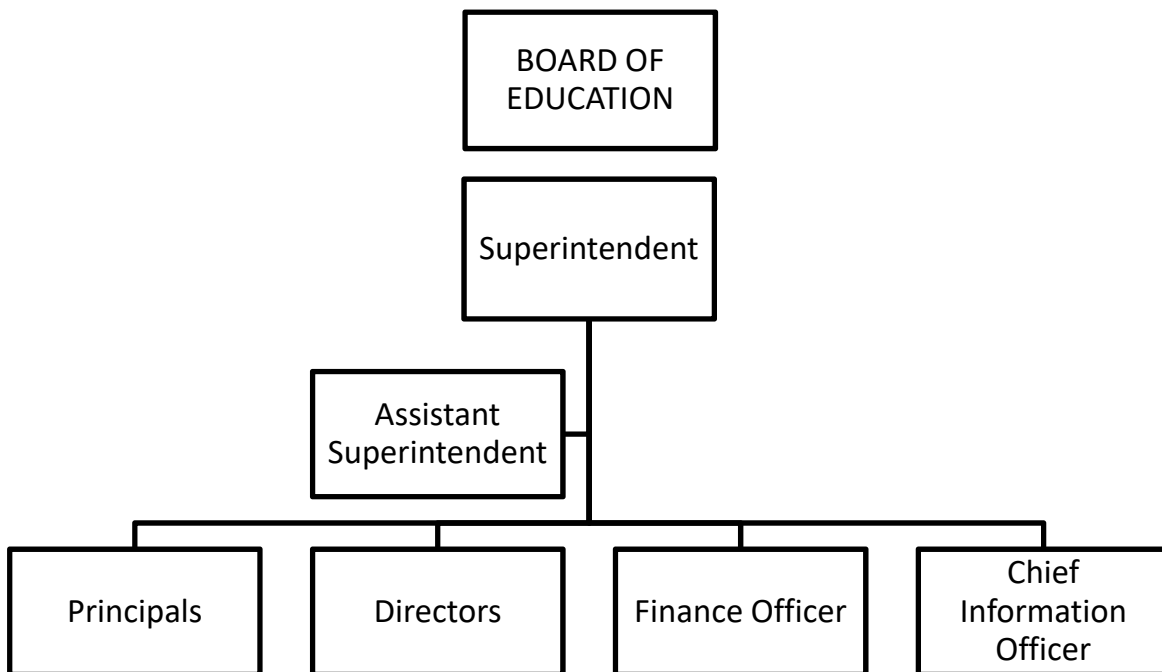 BOARD OF
EDUCATION
Superintendent
Assistant
Superintendent
Principals
Directors
Finance Officer
Chief
Information
Officer